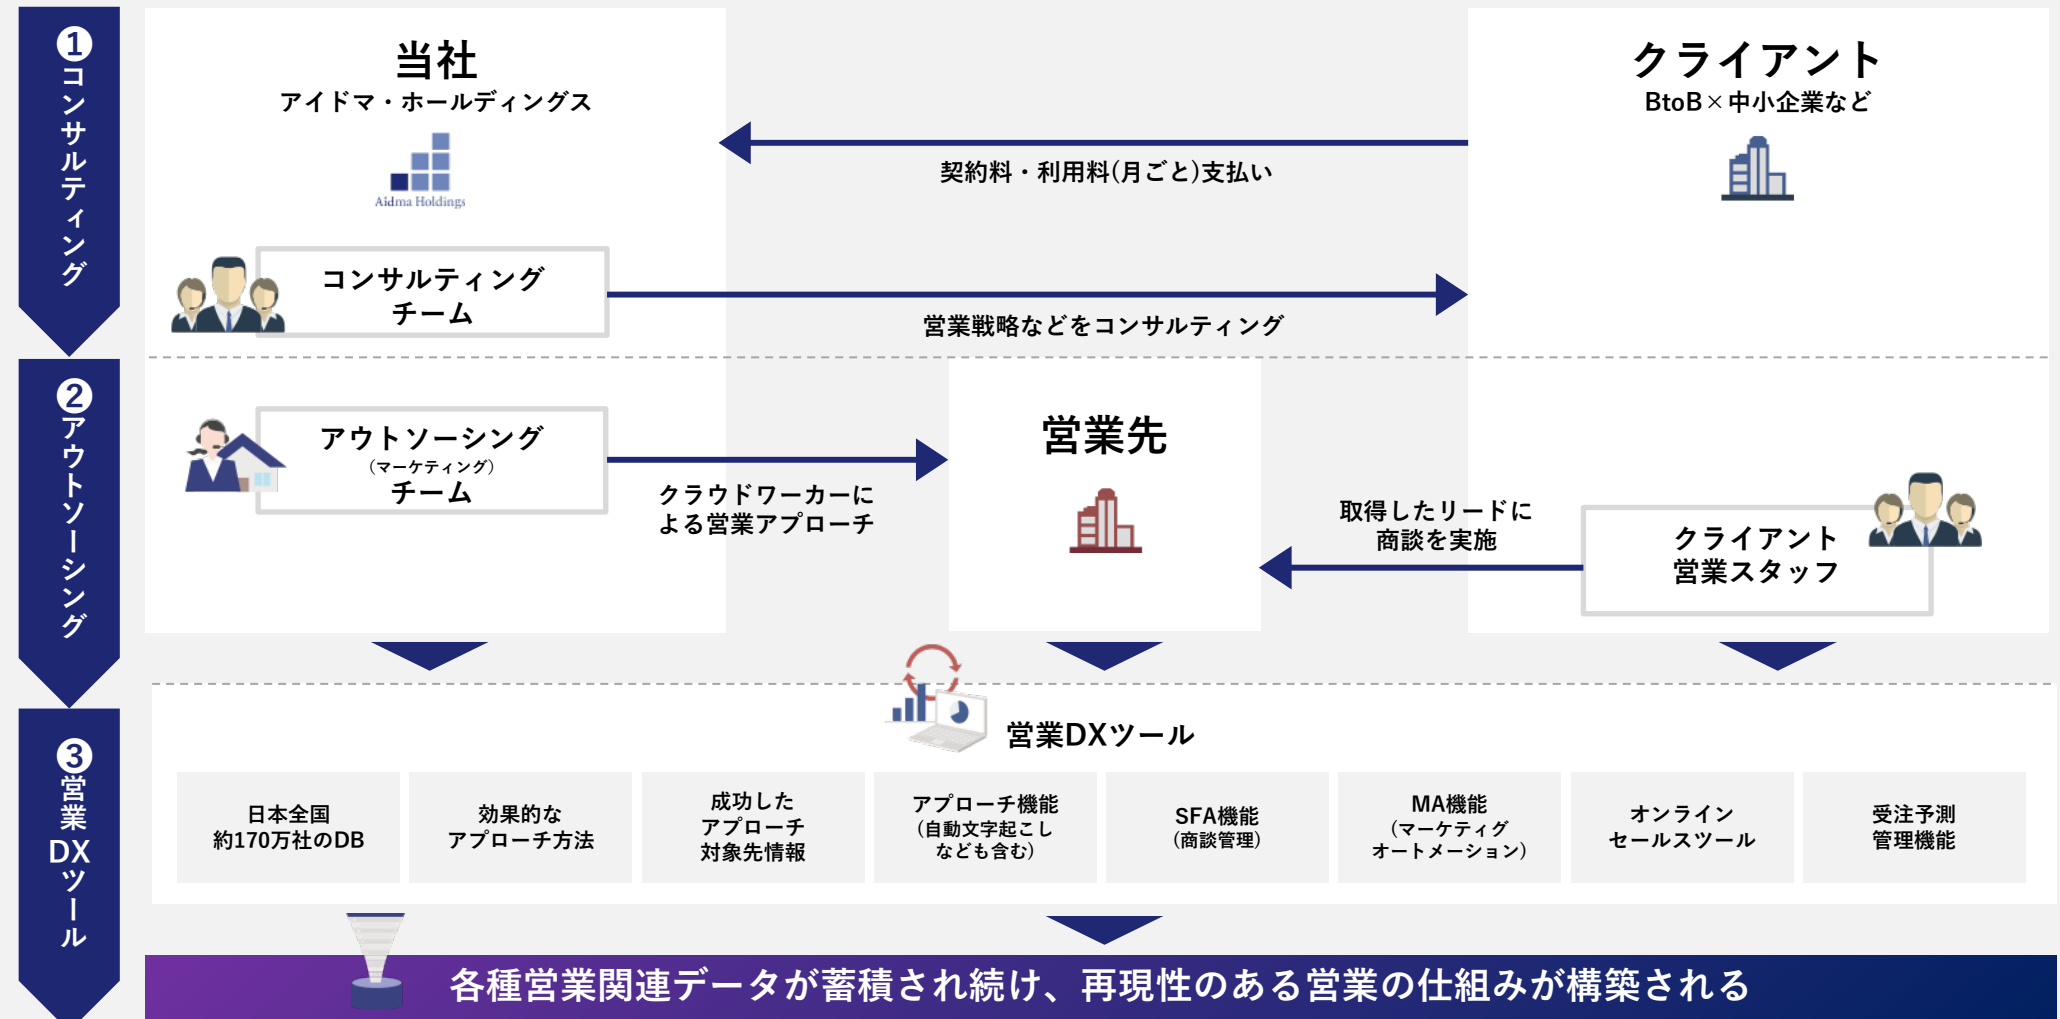 ❶コンサルティング
当社
アイドマ・ホールディングス
Aidma Holdings
クライアント
BtoB×中小企業など
契約料・利用料(月ごと)支払い
コンサルティング
チーム
営業戦略などをコンサルティング
❷アウトソーシング
アウトソーシング
（マーケティング）
チーム
クラウドワーカーに
よる営業アプローチ
営業先
取得したリードに
商談を実施
クライアント
営業スタッフ
❸営業DXツール
営業DXツール
日本全国
約170万社のDB
効果的な
アプローチ方法
成功した
アプローチ
対象先情報
アプローチ機能
(自動文字起こし
なども含む)
SFA機能
(商談管理)
MA機能
（マーケティグ
オートメーション）
オンライン
セールスツール
受注予測
管理機能
各種営業関連データが蓄積され続け、再現性のある営業の仕組みが構築される